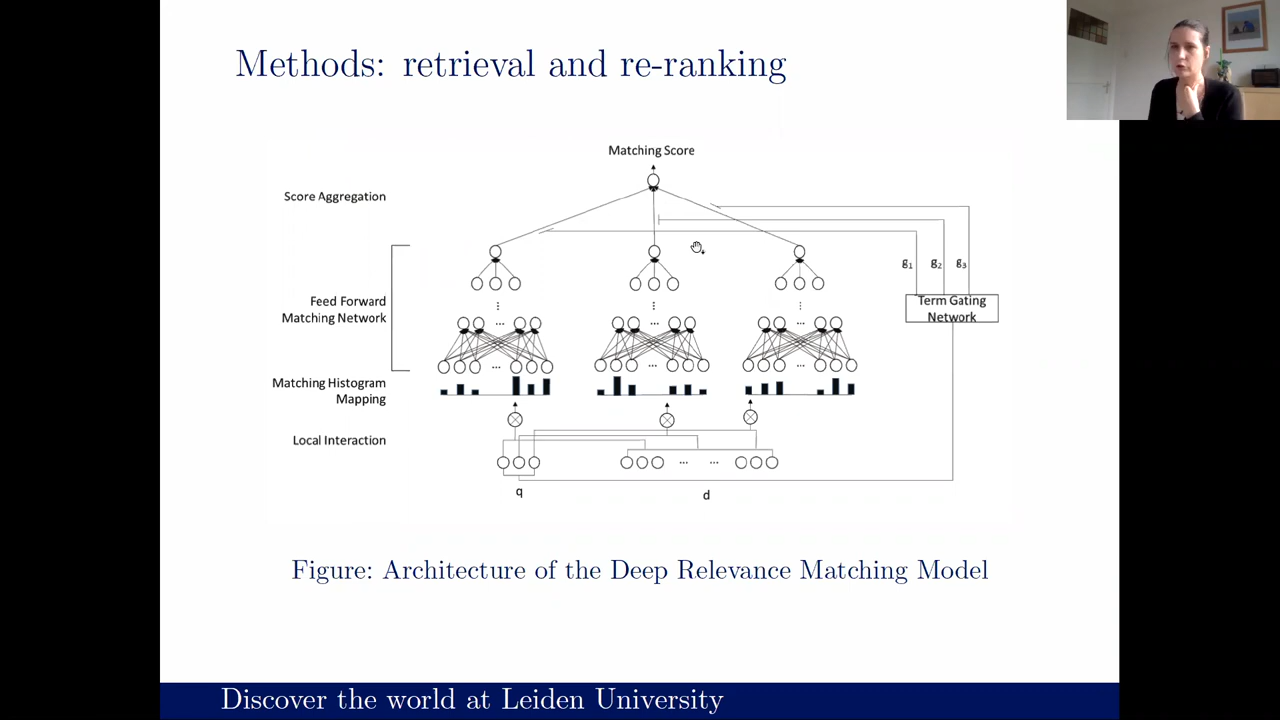 Methods: retrieval and re-ranking
Matching Score
Score Aggregation
g₁ g₂ g₃
Feed Forward
Matching Network
Term Gating
Network
Matching Histogram
Mapping
Local Interaction
q
d
Figure: Architecture of the Deep Relevance Matching Model
Discover the world at Leiden University